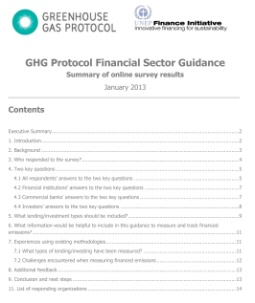 GREENHOUSE
GAS PROTOCOL
UNEP Finance Initiative
Innovative financing for sustainability
GHG Protocol Financial Sector Guidance
Summary of online survey results
January 2013
Contents
Executive Summary 2
1. Introduction 2
2. Background 3
3. Who responded to the survey? 4
4. Two key questions 5
4.1 All respondents' answers to the two key questions 5
4.2 Financial institutions' answers to the two key questions 7
4.3 Commercial banks' answers to the two key questions 7
4.4 Investors' answers to the two key questions 8
5. What lending/investment types should be included? 9
6. What information would be helpful to include in this guidance to measure and track financed
emissions? 11
7. Experiences using existing methodologies 11
7.1 What types of lending/investing have been measured? 11
7.2 Challenges encountered when measuring financed emissions 12
8. Additional feedback 13
9. Conclusion and next steps 13
11. List of responding organisations 14